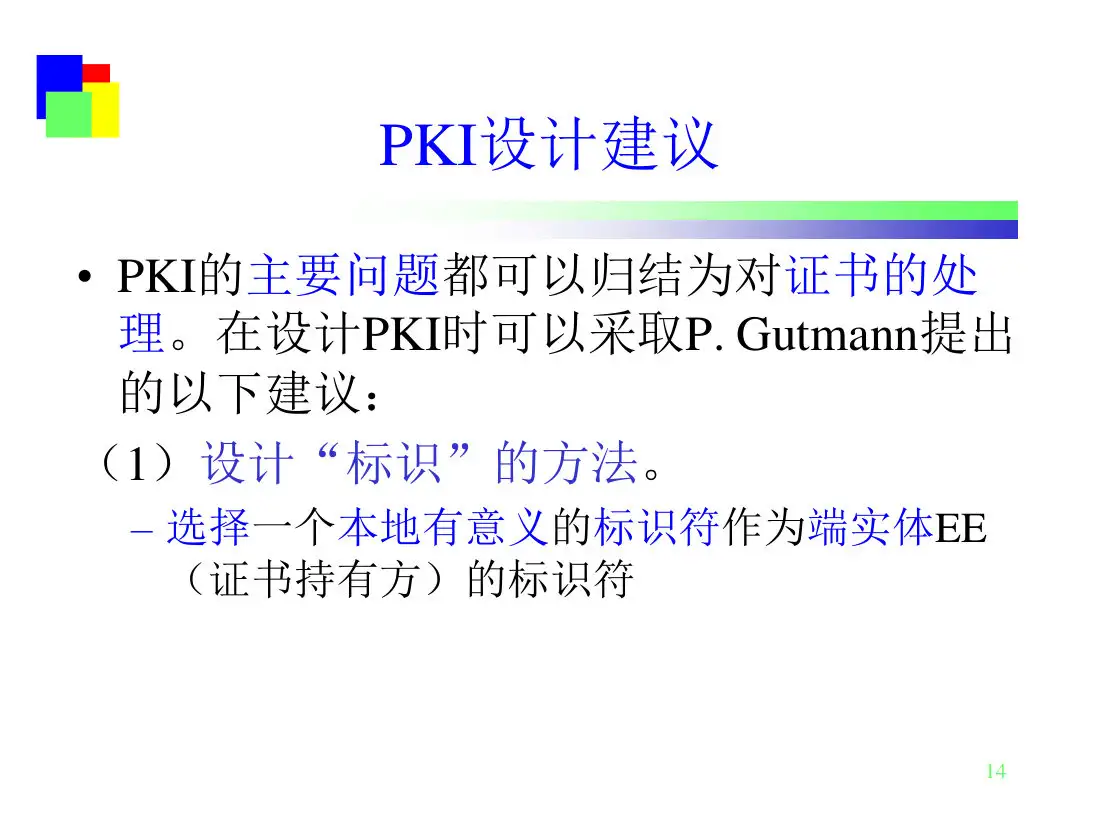 PKI设计建议
• PKI的主要问题都可以归结为对证书的处
理。在设计PKI时可以采取P. Gutmann提出
的以下建议：
（1）设计“标识”的方法。
– 选择一个本地有意义的标识符作为端实体EE
（证书持有方）的标识符
14